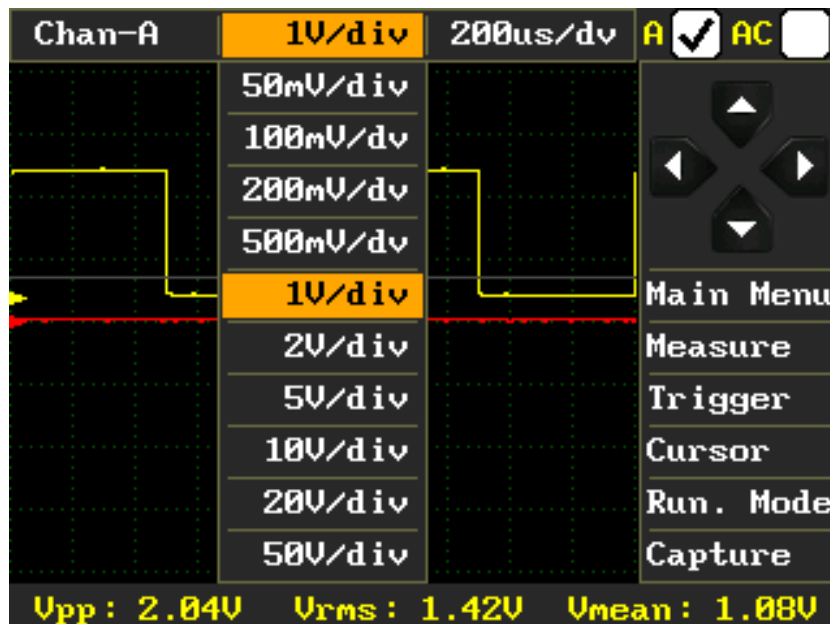 Chan-A 1V/div 200us/dv A AC
50mV/div
100mV/dv
200mV/dv
500mV/dv
1V/div
2V/div
5V/div
10V/div
20V/div
50V/div
Main Menu
Measure
Trigger
Cursor
Run. Mode
Capture
Vpp: 2.04V Vrms: 1.42V Vmean: 1.08V